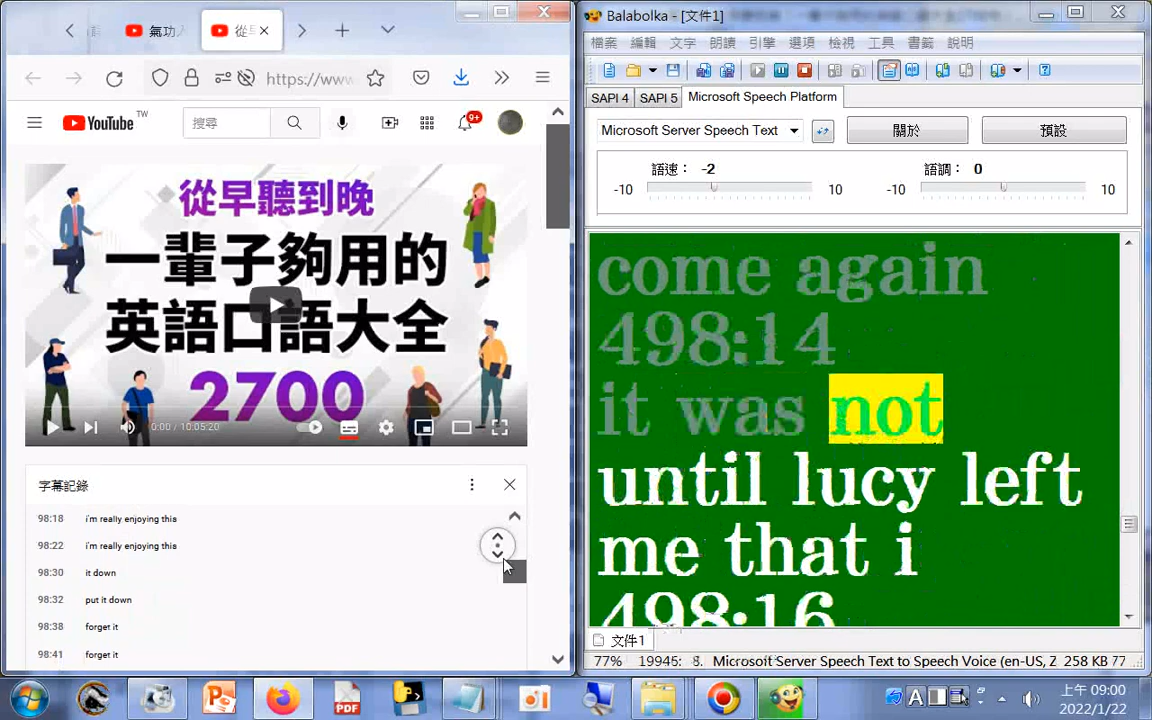 氣功
從
https://www
YouTube TW
搜尋
9+
從早聽到晚
一輩子夠用的
英語口語大全
2700
0:00 / 10:05:20
字幕記錄
98:18 i'm really enjoying this
98:22 i'm really enjoying this
98:30 it down
98:32 put it down
98:38 forget it
98:41 forget it
Balabolka - [文件1]
檔案 編輯 文字 朗讀 引擎 選項 檢視 工具 書籤 說明
SAPI 4 SAPI 5 Microsoft Speech Platform
Microsoft Server Speech Text 關於 預設
語速： -2 語調： 0
-10 10 -10 10
come again
498:14
it was not
until lucy left
me that i
498:16
文件1
77% 19945: 8. Microsoft Server Speech Text to Speech Voice (en-US, Z 258 KB 77
PDF
A
上午 09:00
2022/1/22